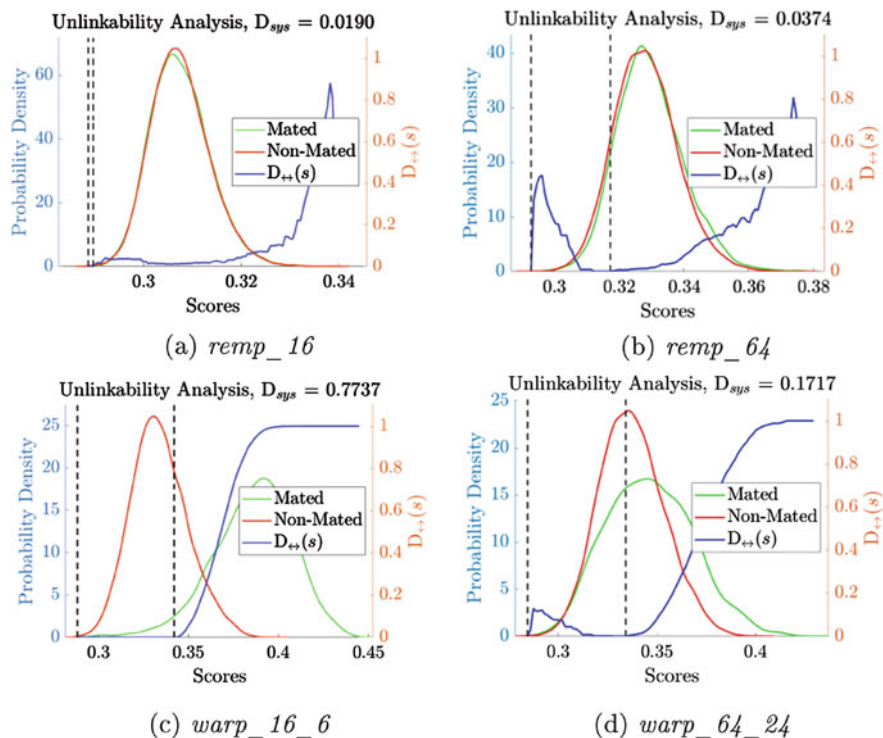 Unlinkability Analysis, Dsys = 0.0190
60
40
20
0
Probability Density
1
0.8
0.6
0.4
0.2
0
D↔(s)
Mated
Non-Mated
D↔(s)
0.3 0.32 0.34
Scores
(a) remp_16
Unlinkability Analysis, Dsys = 0.0374
40
30
20
10
0
Probability Density
1
0.8
0.6
0.4
0.2
0
D↔(s)
Mated
Non-Mated
D↔(s)
0.3 0.32 0.34 0.36 0.38
Scores
(b) remp_64
Unlinkability Analysis, Dsys = 0.7737
25
20
15
10
5
0
Probability Density
1
0.8
0.6
0.4
0.2
0
D↔(s)
Mated
Non-Mated
D↔(s)
0.3 0.35 0.4 0.45
Scores
(c) warp_16_6
Unlinkability Analysis, Dsys = 0.1717
25
20
15
10
5
0
Probability Density
1
0.8
0.6
0.4
0.2
0
D↔(s)
Mated
Non-Mated
D↔(s)
0.3 0.35 0.4
Scores
(d) warp_64_24